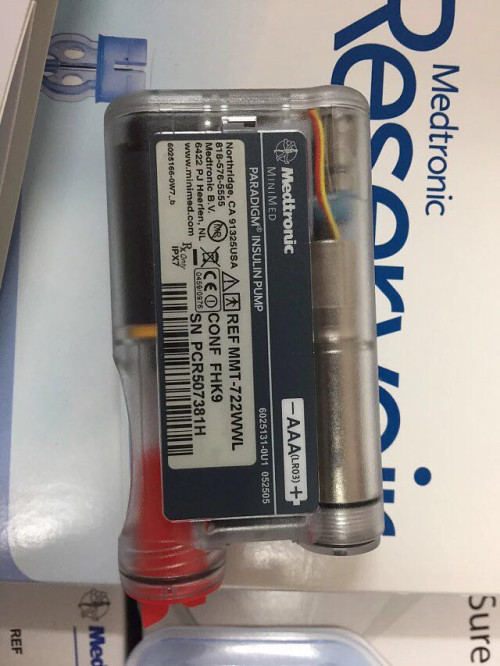 Medtronic
Reservoir
Medtronic
MINIMED
PARADIGM® INSULIN PUMP
6025131-0U1 052505
−AAA(LR03)+
Northridge, CA 91325USA
818-576-5555
Medtronic B.V.
6422 PJ Heerlen, NL
www.minimed.com
Rx Only
IPX7
REF MMT-722WWL
CONF FHK9
SN PCR507381H
6025166-0W7_b
Sure
Med
REF